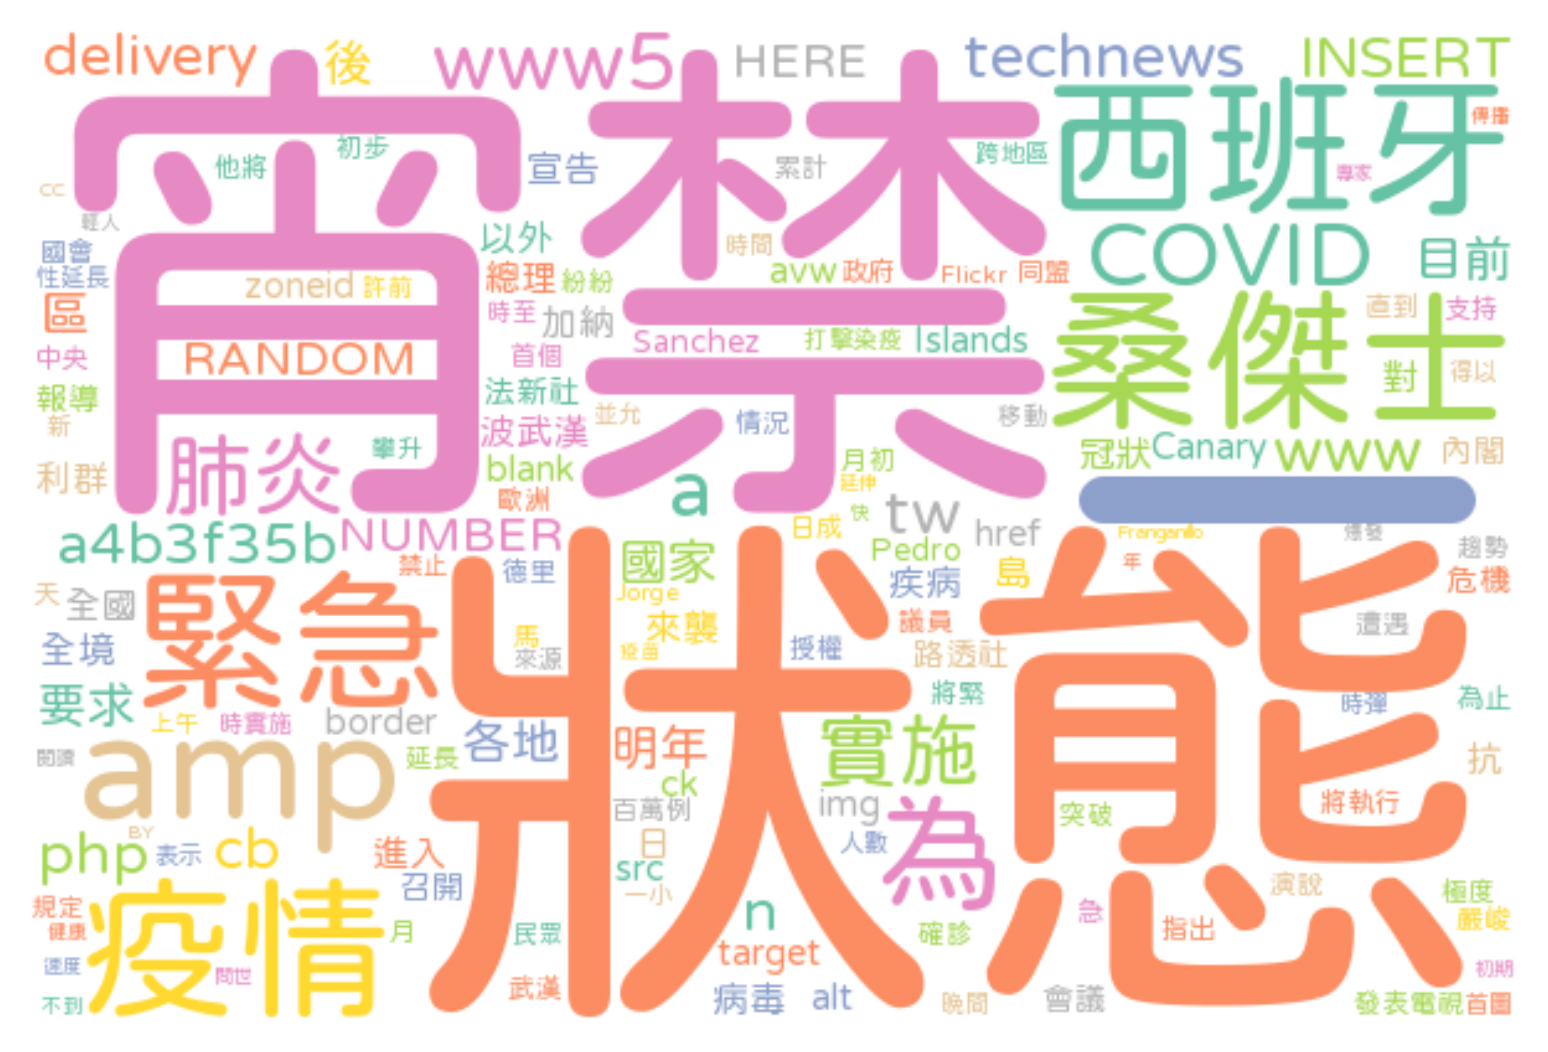 delivery
後
www5
HERE
technews
INSERT
宵禁
西班牙
傳播
初步
他將
宣告
累計
跨地區
專家
cc
輕人
國會
以外
時間
COVID
目前
性延長
zoneid
許前
總理
紛紛
avw
政府
Flickr
同盟
區
時至
加納
桑傑士
直到
支持
中央
RANDOM
首個
Sanchez
打擊染疫
Islands
對
得以
報導
法新社
新
波武漢
並允
情況
移動
肺炎
攀升
冠狀
Canary
www
內閣
利群
blank
月初
歐洲
a
延伸
快
tw
a4b3f35b
NUMBER
日成
href
Franganillo
爆發
趨勢
國家
Pedro
年
禁止
德里
疾病
島
危機
天
全國
緊急
狀態
Jorge
來襲
議員
遭遇
全境
馬
來源
疫苗
授權
路透社
要求
將緊
時彈
為止
上午
時實施
border
各地
明年
實施
閱讀
amp
延長
ck
抗
百萬例
img
為
突破
將執行
BY
php
表示
cb
進入
日
人數
src
召開
一小
演說
極度
規定
疫情
月
n
急
嚴峻
健康
民眾
確診
指出
target
速度
問世
初期
武漢
病毒
alt
晚間
會議
不到
發表電視
首圖